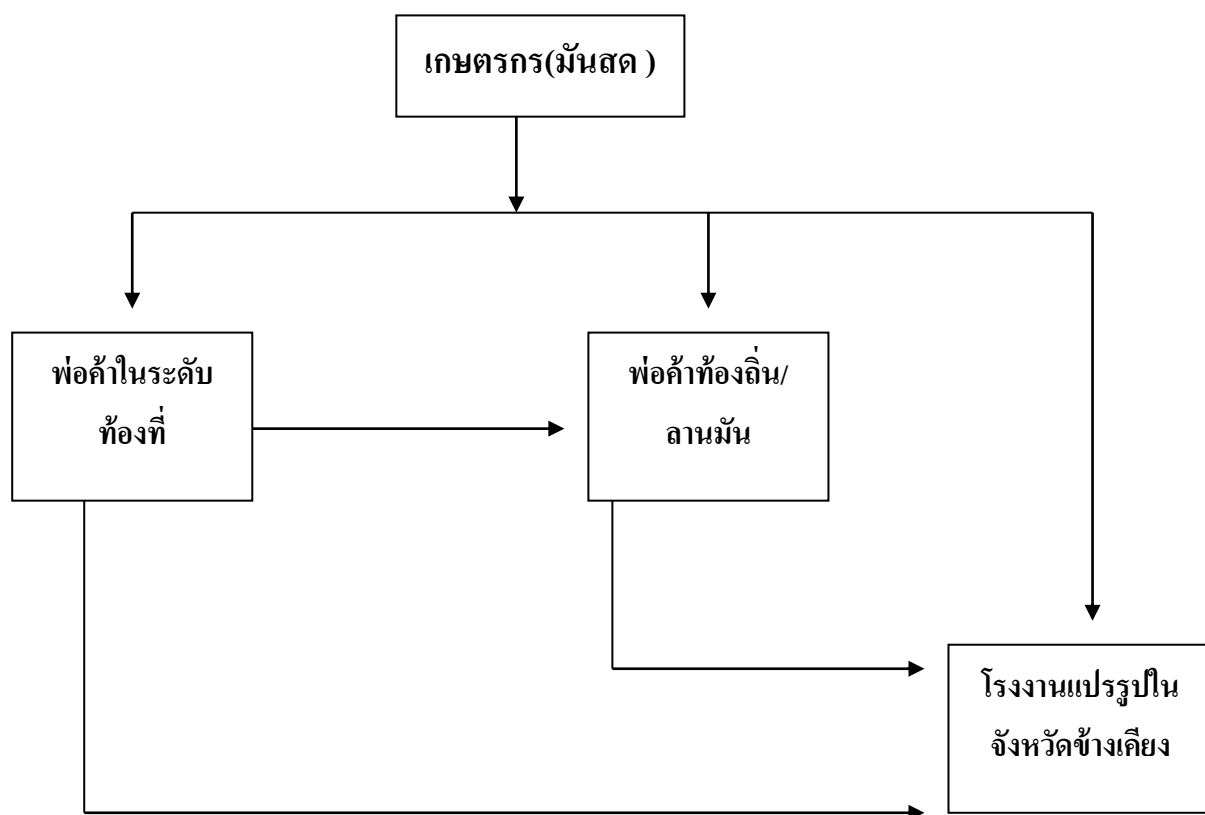 เกษตรกร(มันสด )
พ่อค้าในระดับ
ท้องที่
พ่อค้าท้องถิ่น/
ลานมัน
โรงงานแปรรูปใน
จังหวัดข้างเคียง